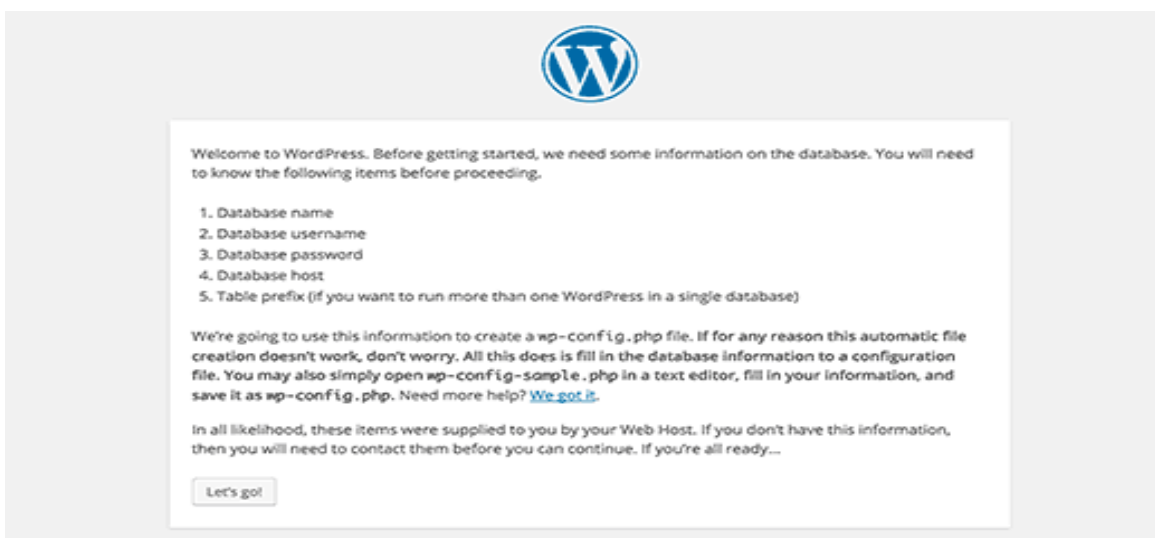 W
Welcome to WordPress. Before getting started, we need some information on the database. You will need
to know the following items before proceeding.
1. Database name
2. Database username
3. Database password
4. Database host
5. Table prefix (if you want to run more than one WordPress in a single database)
We're going to use this information to create a wp-config.php file. If for any reason this automatic file
creation doesn't work, don't worry. All this does is fill in the database information to a configuration
file. You may also simply open wp-config-sample.php in a text editor, fill in your information, and
save it as wp-config.php. Need more help? We got it.
In all likelihood, these items were supplied to you by your Web Host. If you don't have this information,
then you will need to contact them before you can continue. If you're all ready...
Let's go!